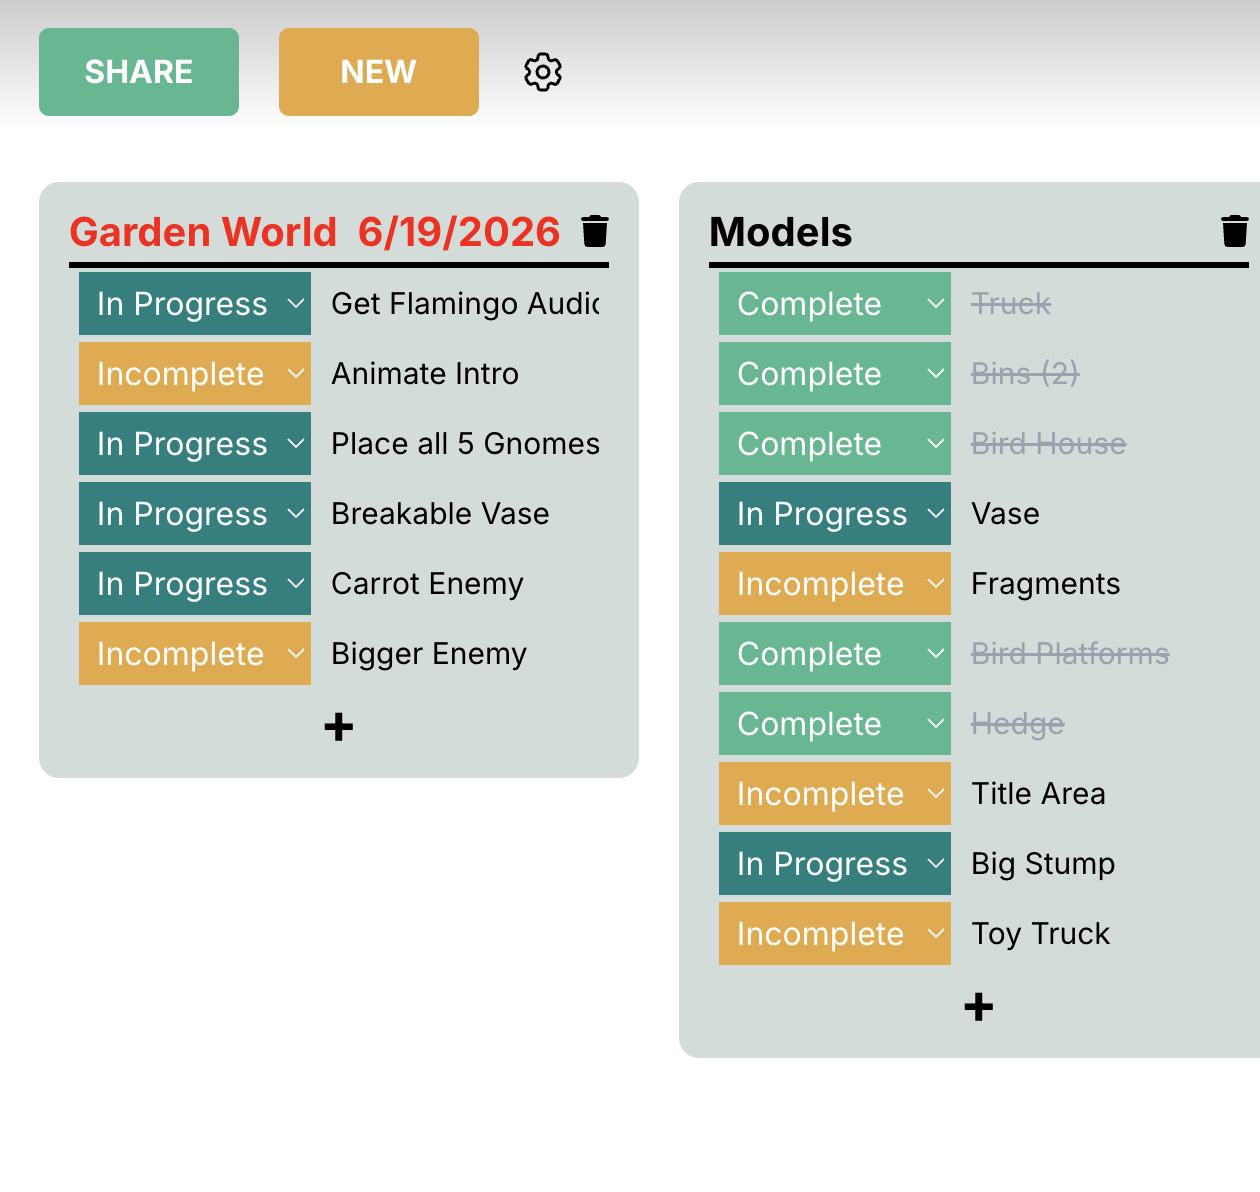 SHARE NEW
Garden World 6/19/2026
In Progress Get Flamingo Audio
Incomplete Animate Intro
In Progress Place all 5 Gnomes
In Progress Breakable Vase
In Progress Carrot Enemy
Incomplete Bigger Enemy
+
Models
Complete Truck
Complete Bins (2)
Complete Bird House
In Progress Vase
Incomplete Fragments
Complete Bird Platforms
Complete Hedge
Incomplete Title Area
In Progress Big Stump
Incomplete Toy Truck
+